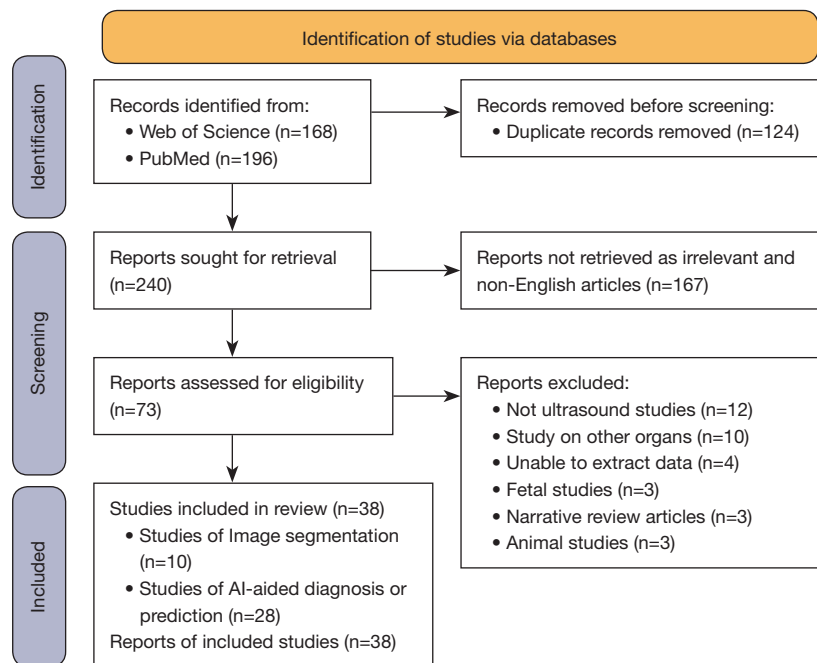 Identification of studies via databases
Identification
Records identified from:
• Web of Science (n=168)
• PubMed (n=196)
Records removed before screening:
• Duplicate records removed (n=124)
Screening
Reports sought for retrieval
(n=240)
Reports not retrieved as irrelevant and
non-English articles (n=167)
Reports assessed for eligibility
(n=73)
Reports excluded:
• Not ultrasound studies (n=12)
• Study on other organs (n=10)
• Unable to extract data (n=4)
• Fetal studies (n=3)
• Narrative review articles (n=3)
• Animal studies (n=3)
Included
Studies included in review (n=38)
• Studies of Image segmentation
(n=10)
• Studies of AI-aided diagnosis or
prediction (n=28)
Reports of included studies (n=38)